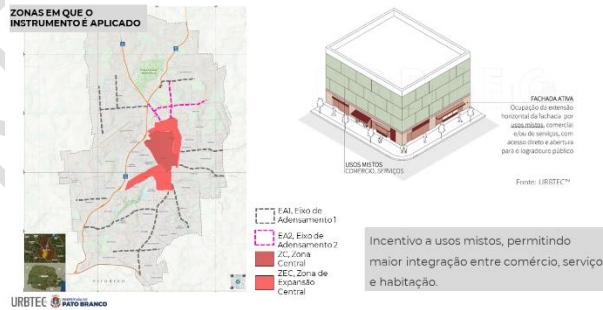 ZONAS EM QUE O
INSTRUMENTO É APLICADO
FACHADA ATIVA
Ocupação da extensão
horizontal da fachada por
usos mistos, comercial
e/ou de serviços, com
acesso direto e abertura
para o logradouro público
USOS MISTOS
COMÉRCIO, SERVIÇOS
Fonte: URBTEC™
EA1, Eixo de
Adensamento 1
EA2, Eixo de
Adensamento 2
ZC, Zona
Central
ZEC, Zona de
Expansão
Central
Incentivo a usos mistos, permitindo
maior integração entre comércio, serviço
e habitação.
VITORINO
URBTEC
PATO BRANCO